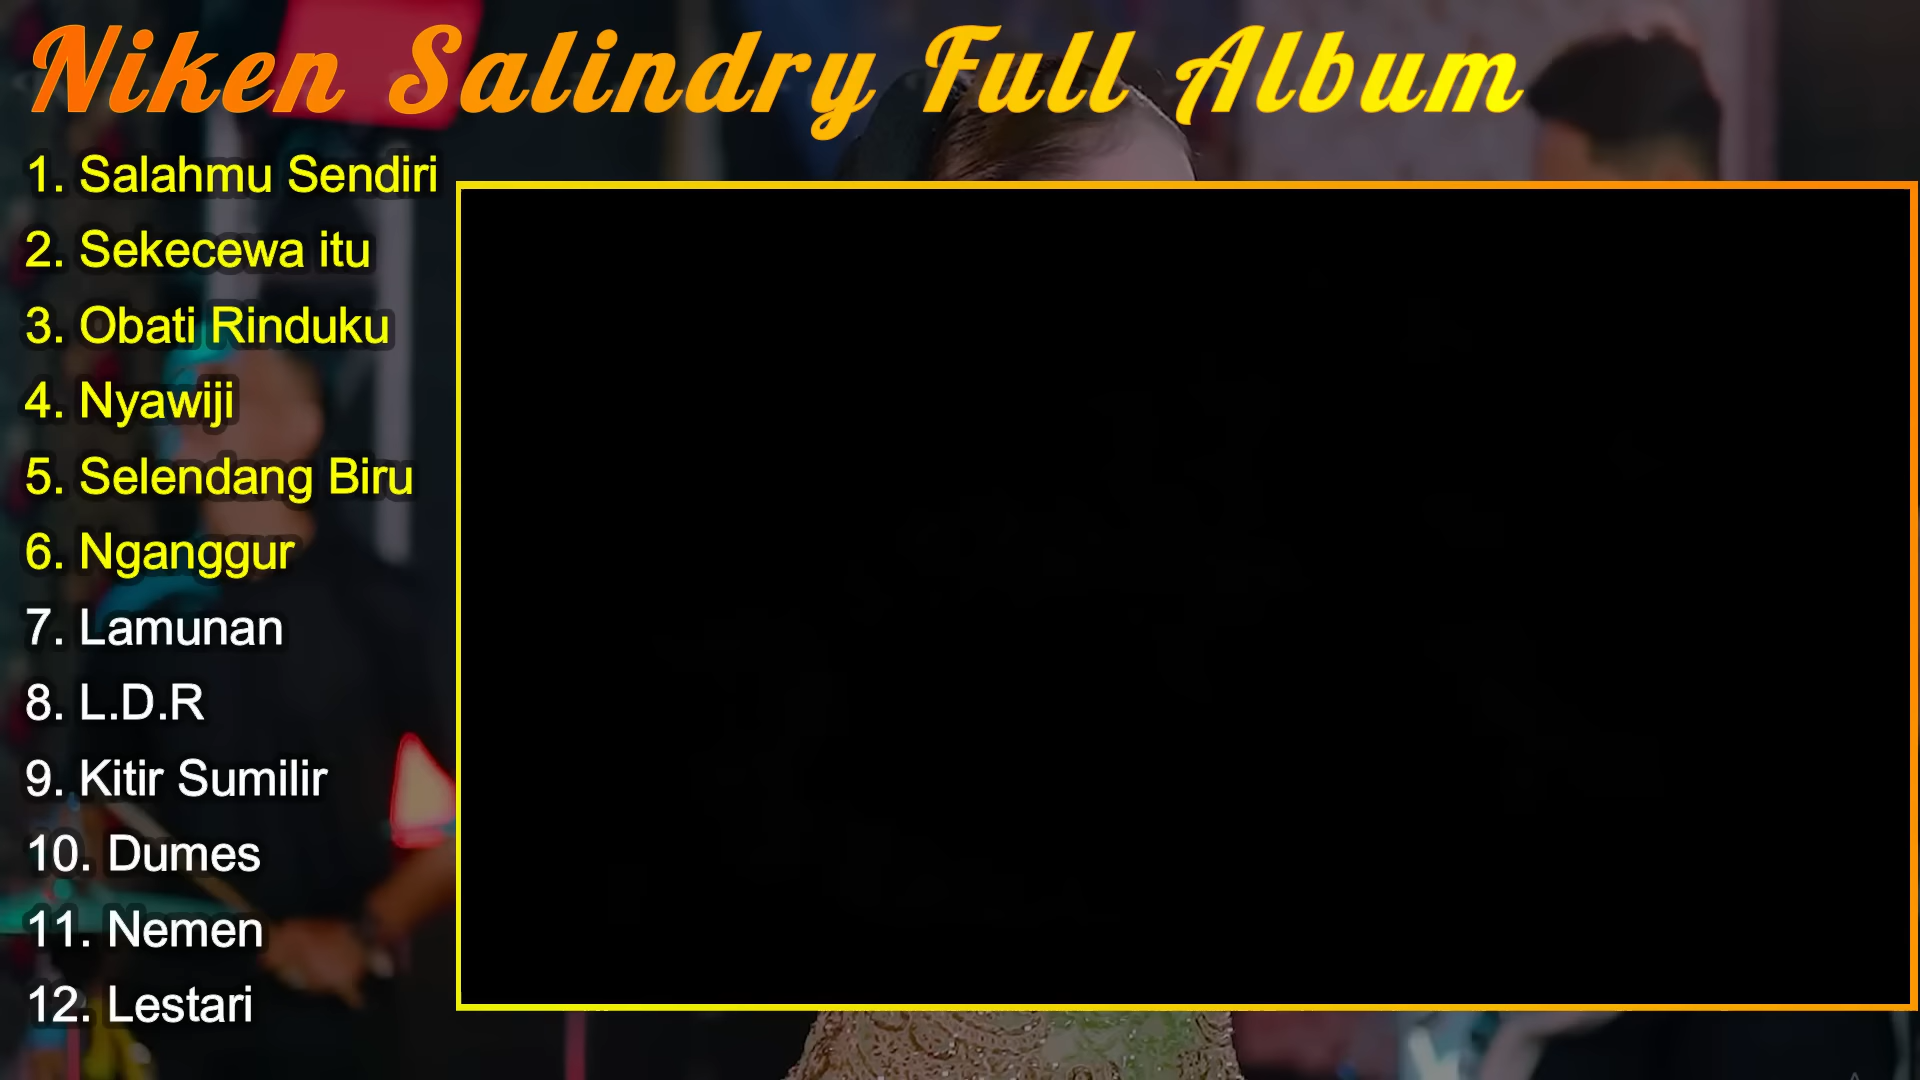 Niken Salindry Full Album
1. Salahmu Sendiri
2. Sekecewa itu
3. Obati Rinduku
4. Nyawiji
5. Selendang Biru
6. Nganggur
7. Lamunan
8. L.D.R
9. Kitir Sumilir
10. Dumes
11. Nemen
12. Lestari